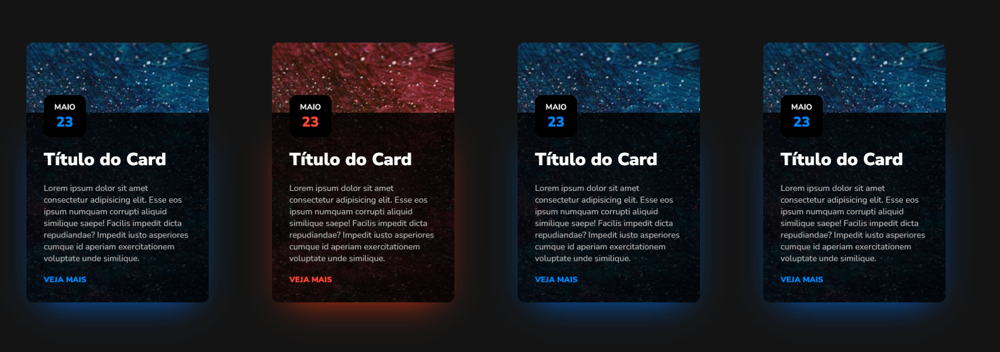 MAIO
23
Título do Card
Lorem ipsum dolor sit amet
consectetur adipisicing elit. Esse eos
ipsum numquam corrupti aliquid
similique saepe! Facilis impedit dicta
repudiandae? Impedit iusto asperiores
cumque id aperiam exercitationem
voluptate unde similique.
VEJA MAIS
MAIO
23
Título do Card
Lorem ipsum dolor sit amet
consectetur adipisicing elit. Esse eos
ipsum numquam corrupti aliquid
similique saepe! Facilis impedit dicta
repudiandae? Impedit iusto asperiores
cumque id aperiam exercitationem
voluptate unde similique.
VEJA MAIS
MAIO
23
Título do Card
Lorem ipsum dolor sit amet
consectetur adipisicing elit. Esse eos
ipsum numquam corrupti aliquid
similique saepe! Facilis impedit dicta
repudiandae? Impedit iusto asperiores
cumque id aperiam exercitationem
voluptate unde similique.
VEJA MAIS
MAIO
23
Título do Card
Lorem ipsum dolor sit amet
consectetur adipisicing elit. Esse eos
ipsum numquam corrupti aliquid
similique saepe! Facilis impedit dicta
repudiandae? Impedit iusto asperiores
cumque id aperiam exercitationem
voluptate unde similique.
VEJA MAIS